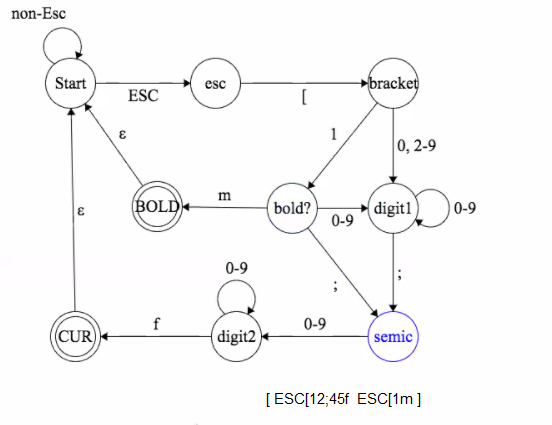 non-Esc
Start
ESC
esc
[
bracket
ε
1
0, 2-9
BOLD
m
bold?
0-9
digit1
0-9
ε
;
;
0-9
CUR
f
digit2
0-9
semic
[ ESC[12;45f ESC[1m ]